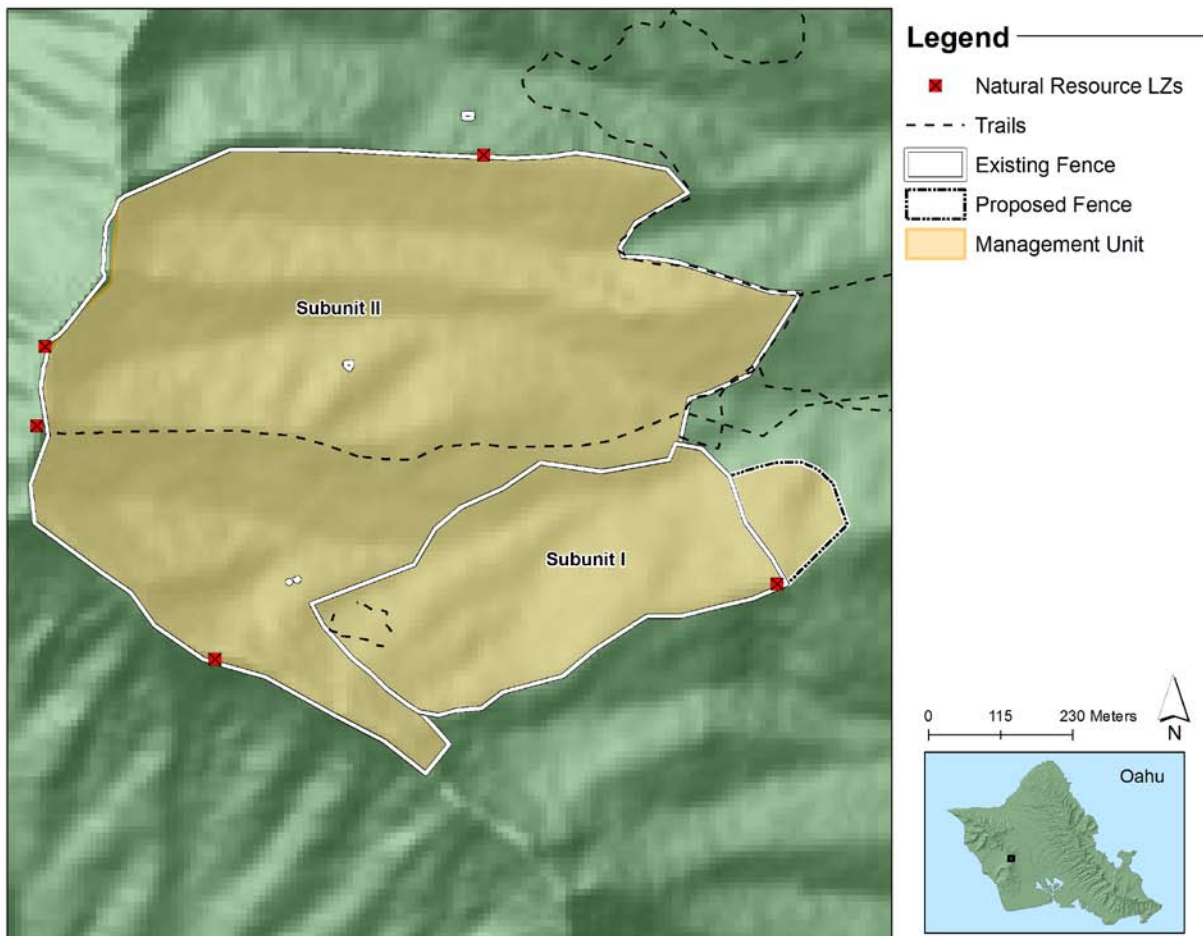 Subunit II
Subunit I
Legend
Natural Resource LZs
Trails
Existing Fence
Proposed Fence
Management Unit
0 115 230 Meters
N
Oahu